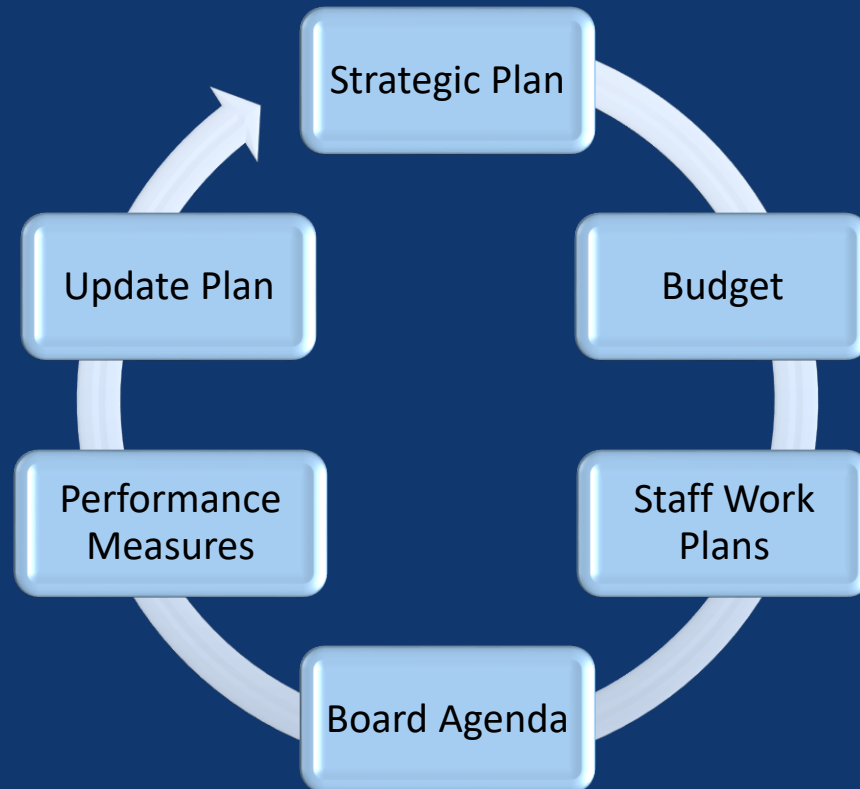 Strategic Plan
Budget
Staff Work
Plans
Board Agenda
Performance
Measures
Update Plan